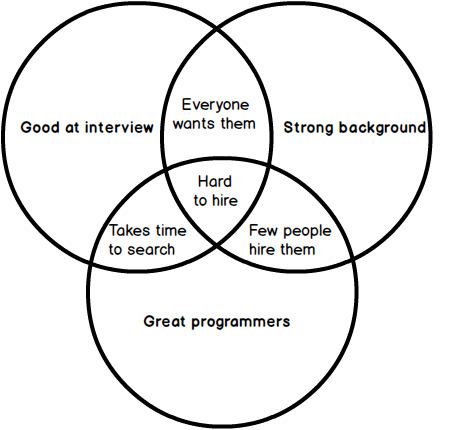 Everyone
wants them
Good at interview
Strong background
Hard
to hire
Takes time
to search
Few people
hire them
Great programmers